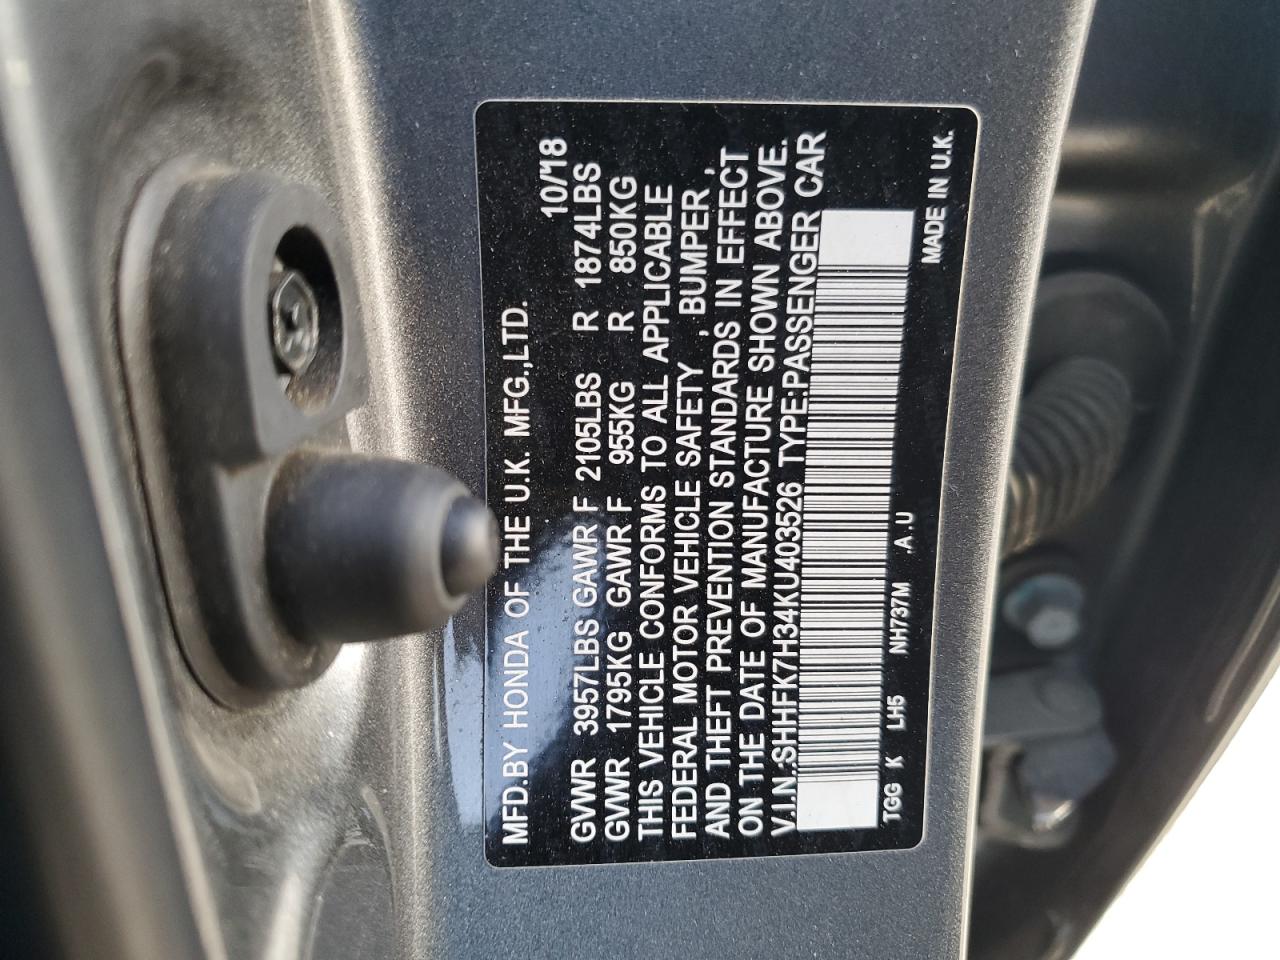 MFD.BY HONDA OF THE U.K. MFG.,LTD. 10/'18
GVWR 3957LBS GAWR F 2105LBS R 1874LBS
GVWR 1795KG GAWR F 955KG R 850KG
THIS VEHICLE CONFORMS TO ALL APPLICABLE
FEDERAL MOTOR VEHICLE SAFETY , BUMPER ,
AND THEFT PREVENTION STANDARDS IN EFFECT
ON THE DATE OF MANUFACTURE SHOWN ABOVE.
V.I.N.:SHHFK7H34KU403526 TYPE:PASSENGER CAR
TGG K LH5 NH737M .A.U
MADE IN U.K.